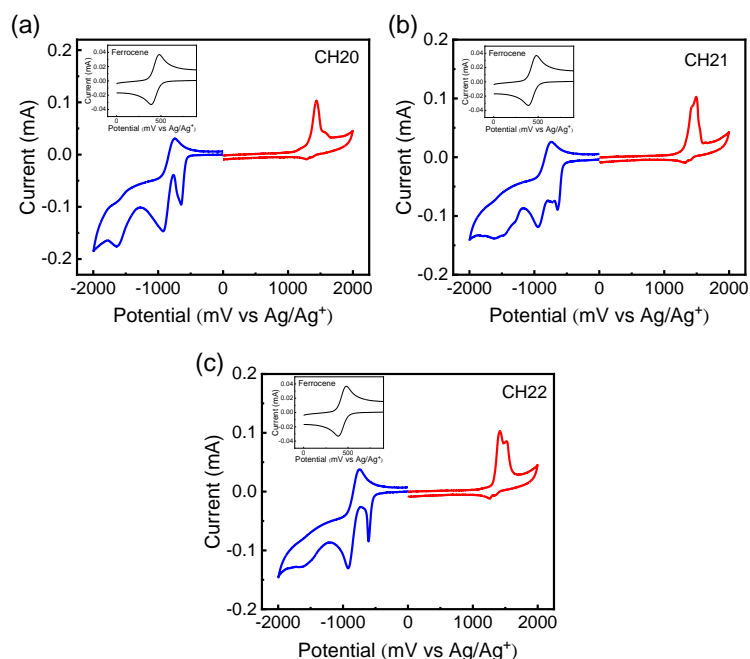 (a)
CH20
Ferrocene
0.04
0.02
0.00
-0.02
-0.04
Current (mA)
0
500
Potential (mV vs Ag/Ag⁺)
0.2
0.1
0.0
-0.1
-0.2
Current (mA)
-2000 -1000 0 1000 2000
Potential (mV vs Ag/Ag⁺)
(b)
CH21
Ferrocene
0.04
0.02
0.00
-0.02
-0.04
Current (mA)
0
500
Potential (mV vs Ag/Ag⁺)
0.2
0.1
0.0
-0.1
-0.2
Current (mA)
-2000 -1000 0 1000 2000
Potential (mV vs Ag/Ag⁺)
(c)
CH22
Ferrocene
0.04
0.02
0.00
-0.02
-0.04
Current (mA)
0
500
Potential (mV vs Ag/Ag⁺)
0.2
0.1
0.0
-0.1
-0.2
Current (mA)
-2000 -1000 0 1000 2000
Potential (mV vs Ag/Ag⁺)